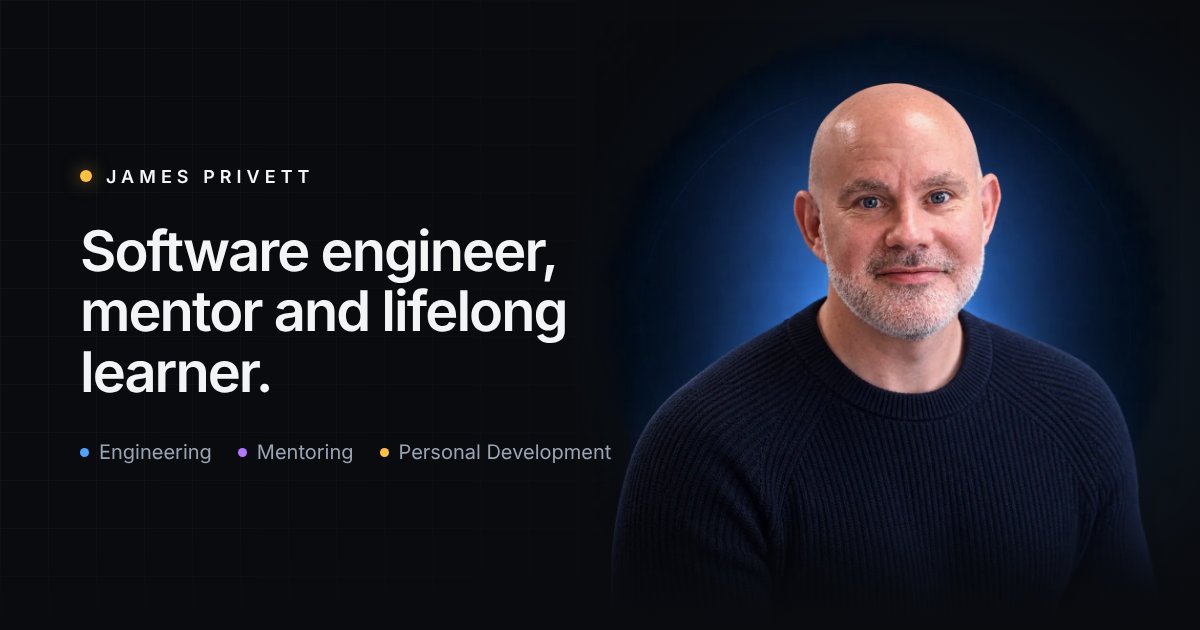 JAMES PRIVETT
Software engineer,
mentor and lifelong
learner.
Engineering Mentoring Personal Development